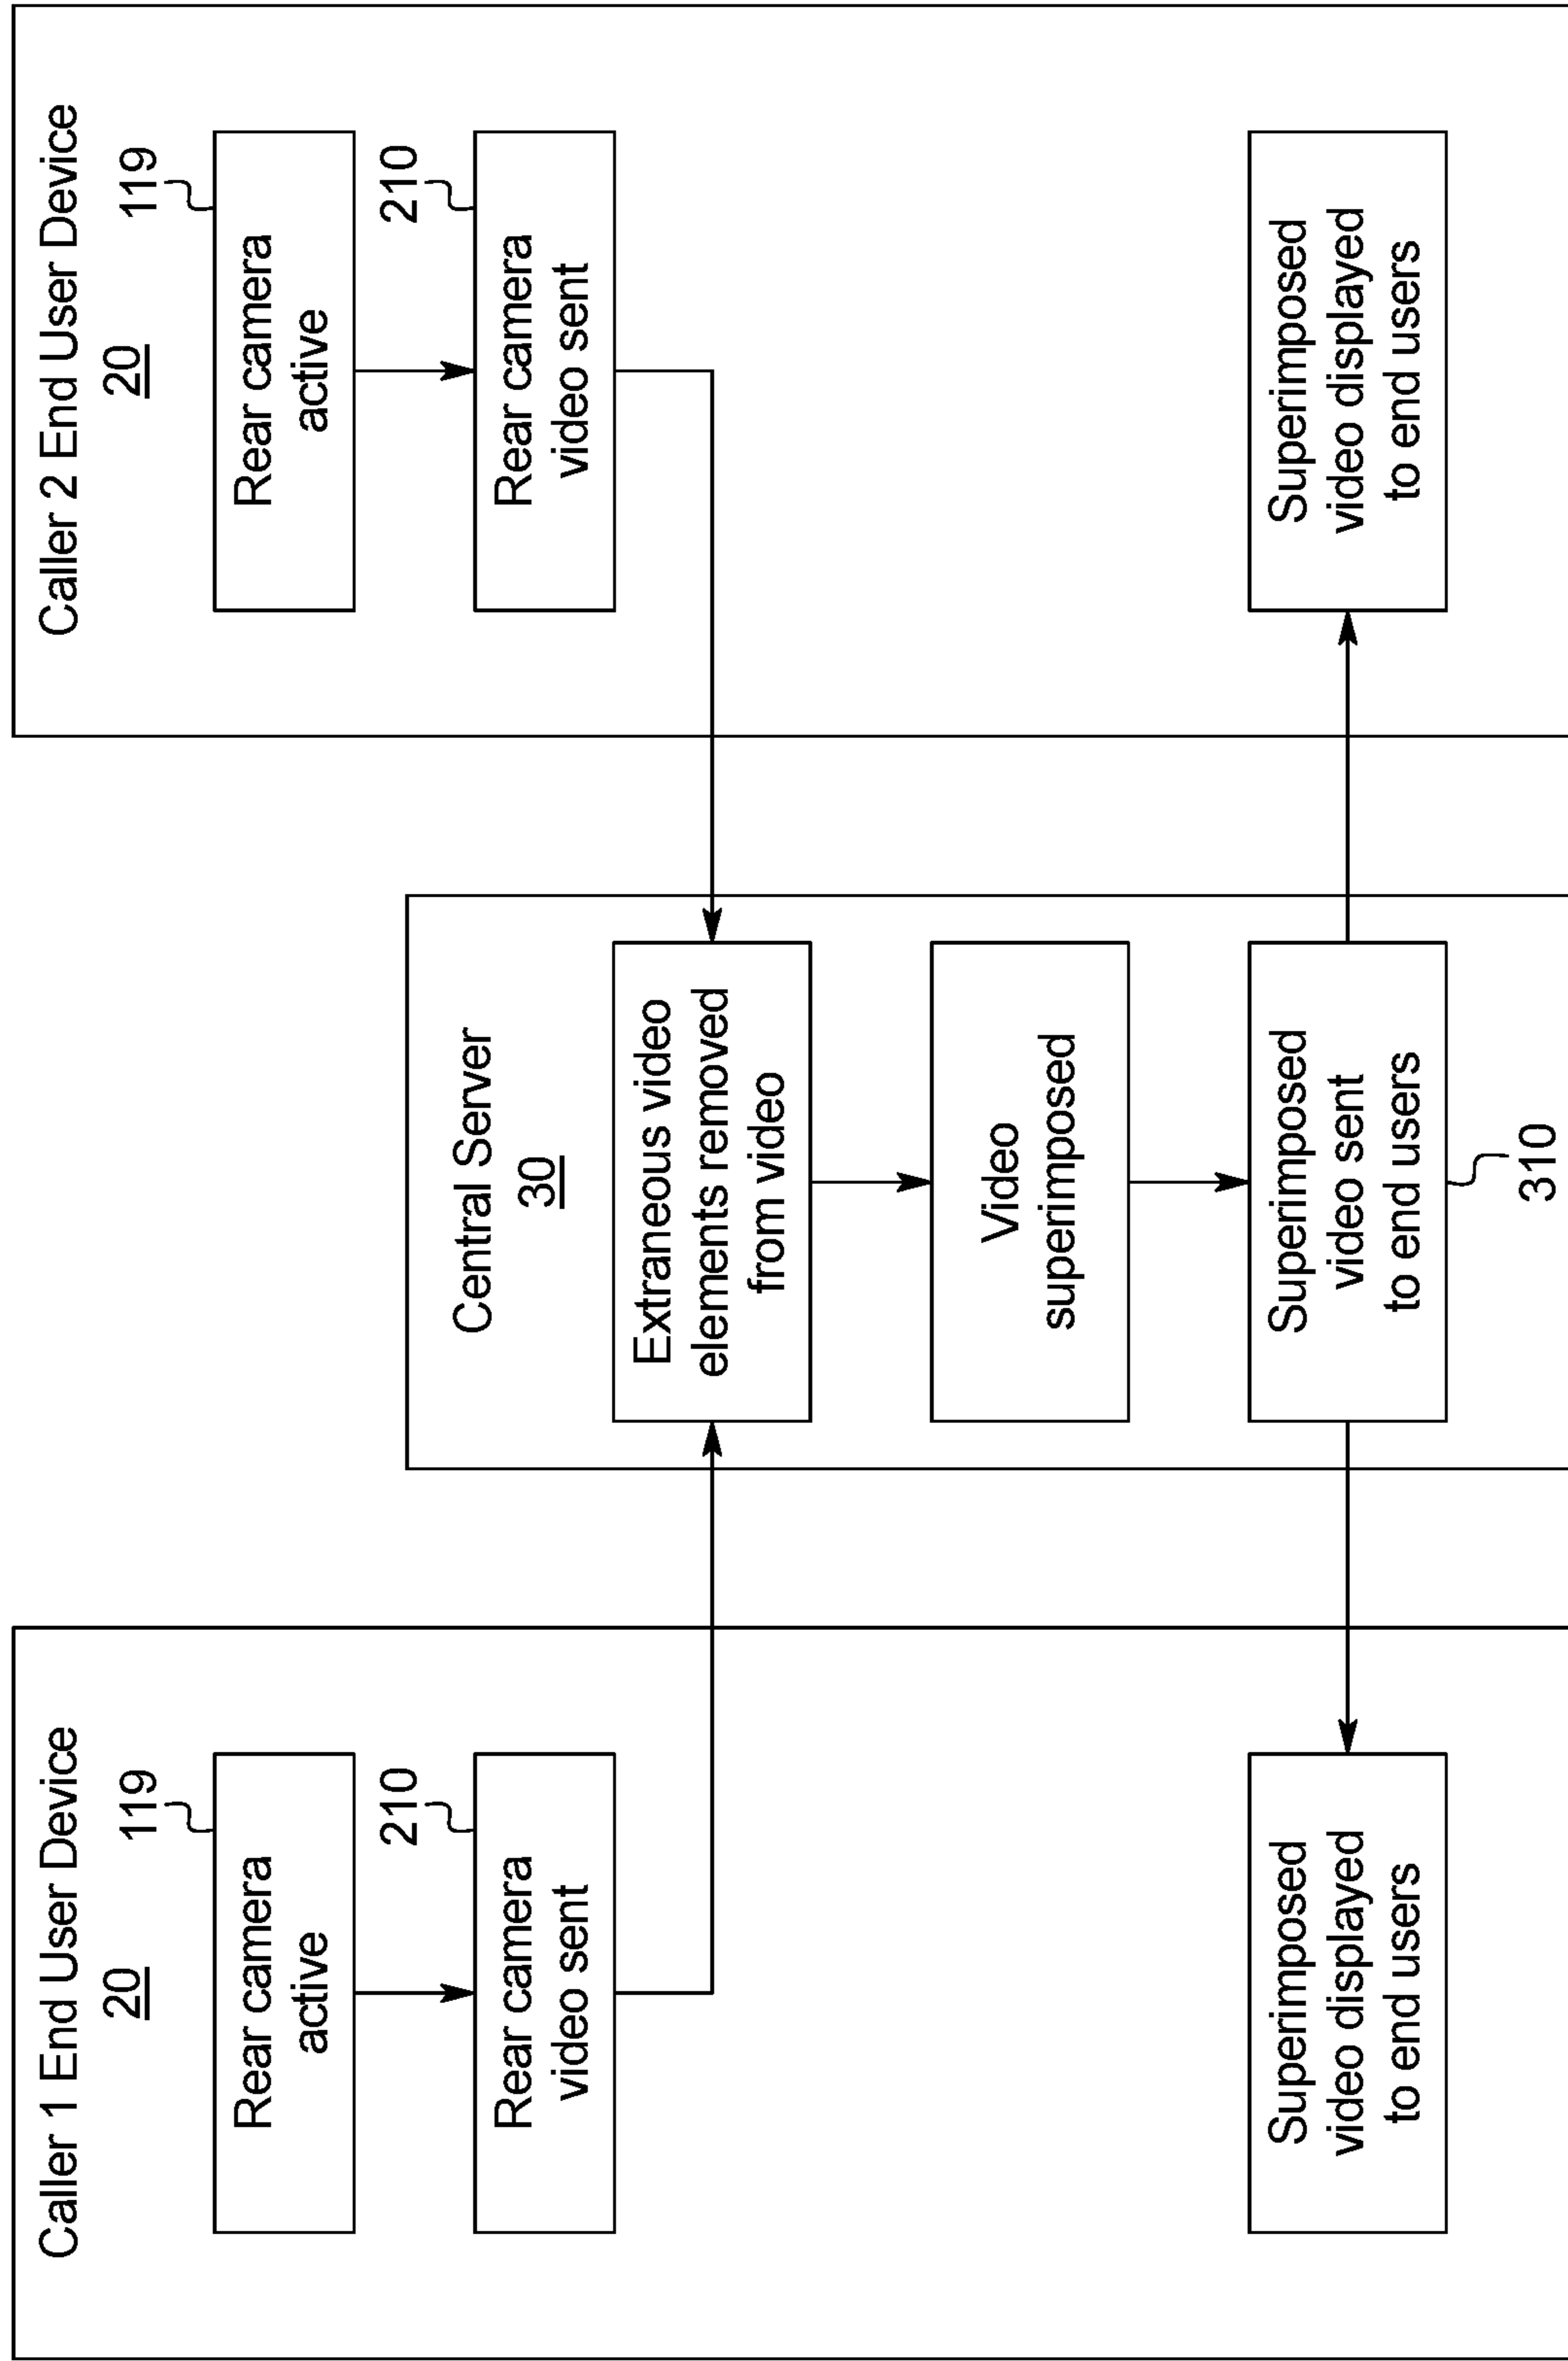 Caller 1 End User Device
20
119
Rear camera
active
210
Rear camera
video sent
Superimposed
video displayed
to end users
Central Server
30
Extraneous video
elements removed
from video
Video
superimposed
Superimposed
video sent
to end users
310
Caller 2 End User Device
20
119
Rear camera
active
210
Rear camera
video sent
Superimposed
video displayed
to end users